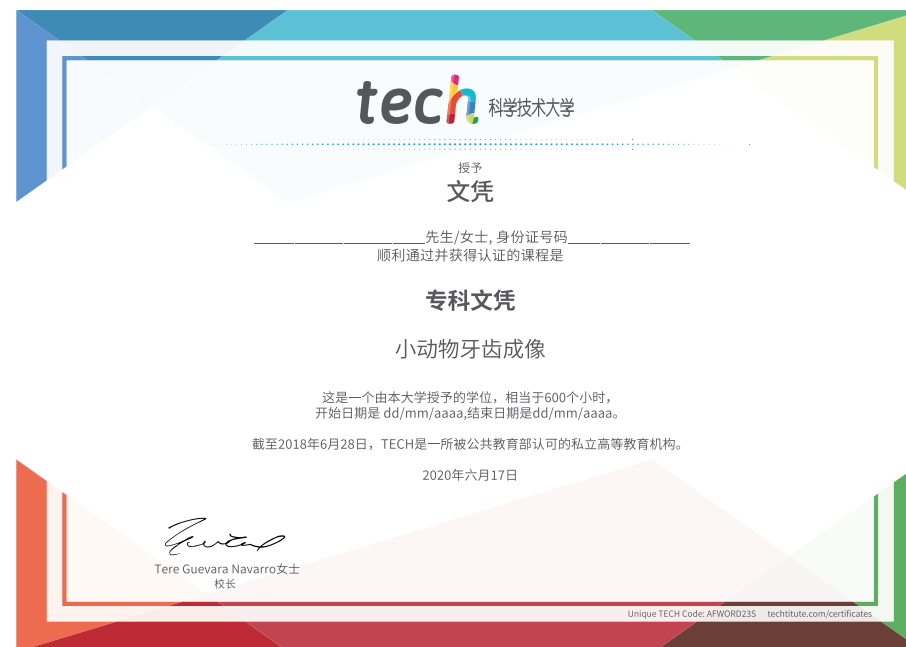 tech 科学技术大学
授予
文凭
______________________先生/女士, 身份证号码______________
顺利通过并获得认证的课程是
专科文凭
小动物牙齿成像
这是一个由本大学授予的学位，相当于600个小时，
开始日期是 dd/mm/aaaa,结束日期是dd/mm/aaaa。
截至2018年6月28日，TECH是一所被公共教育部认可的私立高等教育机构。
2020年六月17日
Tere Guevara Navarro女士
校长
Unique TECH Code: AFWORD23S techtitute.com/certificates